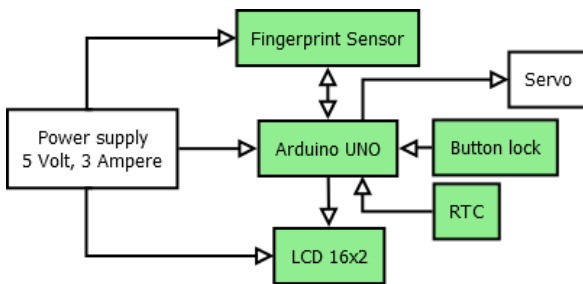 Fingerprint Sensor
Servo
Power supply
5 Volt, 3 Ampere
Arduino UNO
Button lock
RTC
LCD 16x2